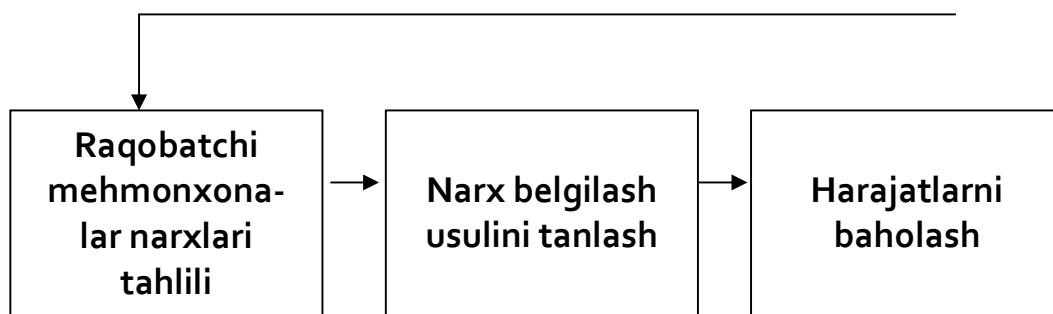 Raqobatchi
mehmonxona-
lar narxlari
tahlili
Narx belgilash
usulini tanlash
Harajatlarni
baholash